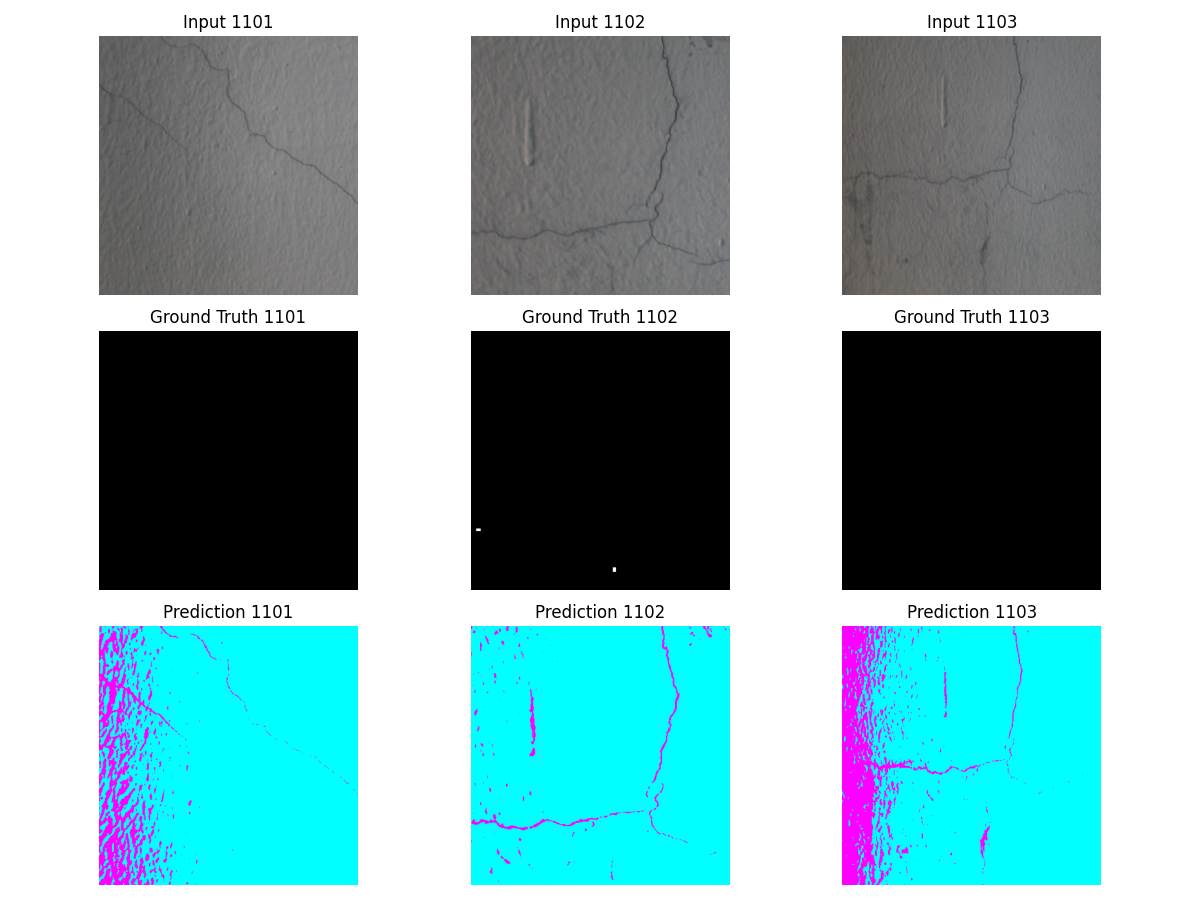 Input 1101
Input 1102
Input 1103
Ground Truth 1101
Ground Truth 1102
Ground Truth 1103
Prediction 1101
Prediction 1102
Prediction 1103